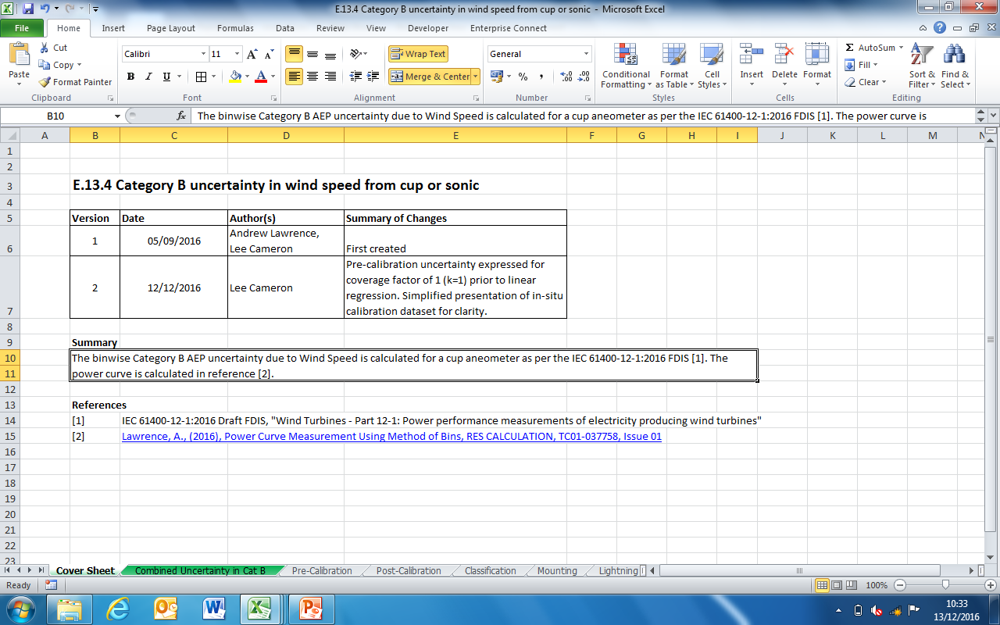 E.13.4 Category B uncertainty in wind speed from cup or sonic - Microsoft Excel
File Home Insert Page Layout Formulas Data Review View Developer Enterprise Connect
Paste
Cut
Copy
Format Painter
Clipboard
Calibri 11
B I U
Font
Wrap Text
Merge & Center
Alignment
General
% , .00 .0
Number
Conditional Formatting
Format as Table
Cell Styles
Styles
Insert Delete Format
Cells
Σ AutoSum
Fill
Clear
Sort & Filter
Find & Select
Editing
B10 fx The binwise Category B AEP uncertainty due to Wind Speed is calculated for a cup aneometer as per the IEC 61400-12-1:2016 FDIS [1]. The power curve is
A B C D E F G H I J K L M N
1
2
3 E.13.4 Category B uncertainty in wind speed from cup or sonic
4
5 Version Date Author(s) Summary of Changes
6 1 05/09/2016 Andrew Lawrence,
Lee Cameron First created
7 2 12/12/2016 Lee Cameron Pre-calibration uncertainty expressed for
coverage factor of 1 (k=1) prior to linear
regression. Simplified presentation of in-situ
calibration dataset for clarity.
8
9 Summary
10 The binwise Category B AEP uncertainty due to Wind Speed is calculated for a cup aneometer as per the IEC 61400-12-1:2016 FDIS [1]. The
11 power curve is calculated in reference [2].
12
13 References
14 [1] IEC 61400-12-1:2016 Draft FDIS, "Wind Turbines - Part 12-1: Power performance measurements of electricity producing wind turbines"
15 [2] Lawrence, A., (2016), Power Curve Measurement Using Method of Bins, RES CALCULATION, TC01-037758, Issue 01
16
17
18
19
20
21
22
23
Cover Sheet Combined Uncertainty in Cat B Pre-Calibration Post-Calibration Classification Mounting Lightning
Ready 100%
10:33
13/12/2016